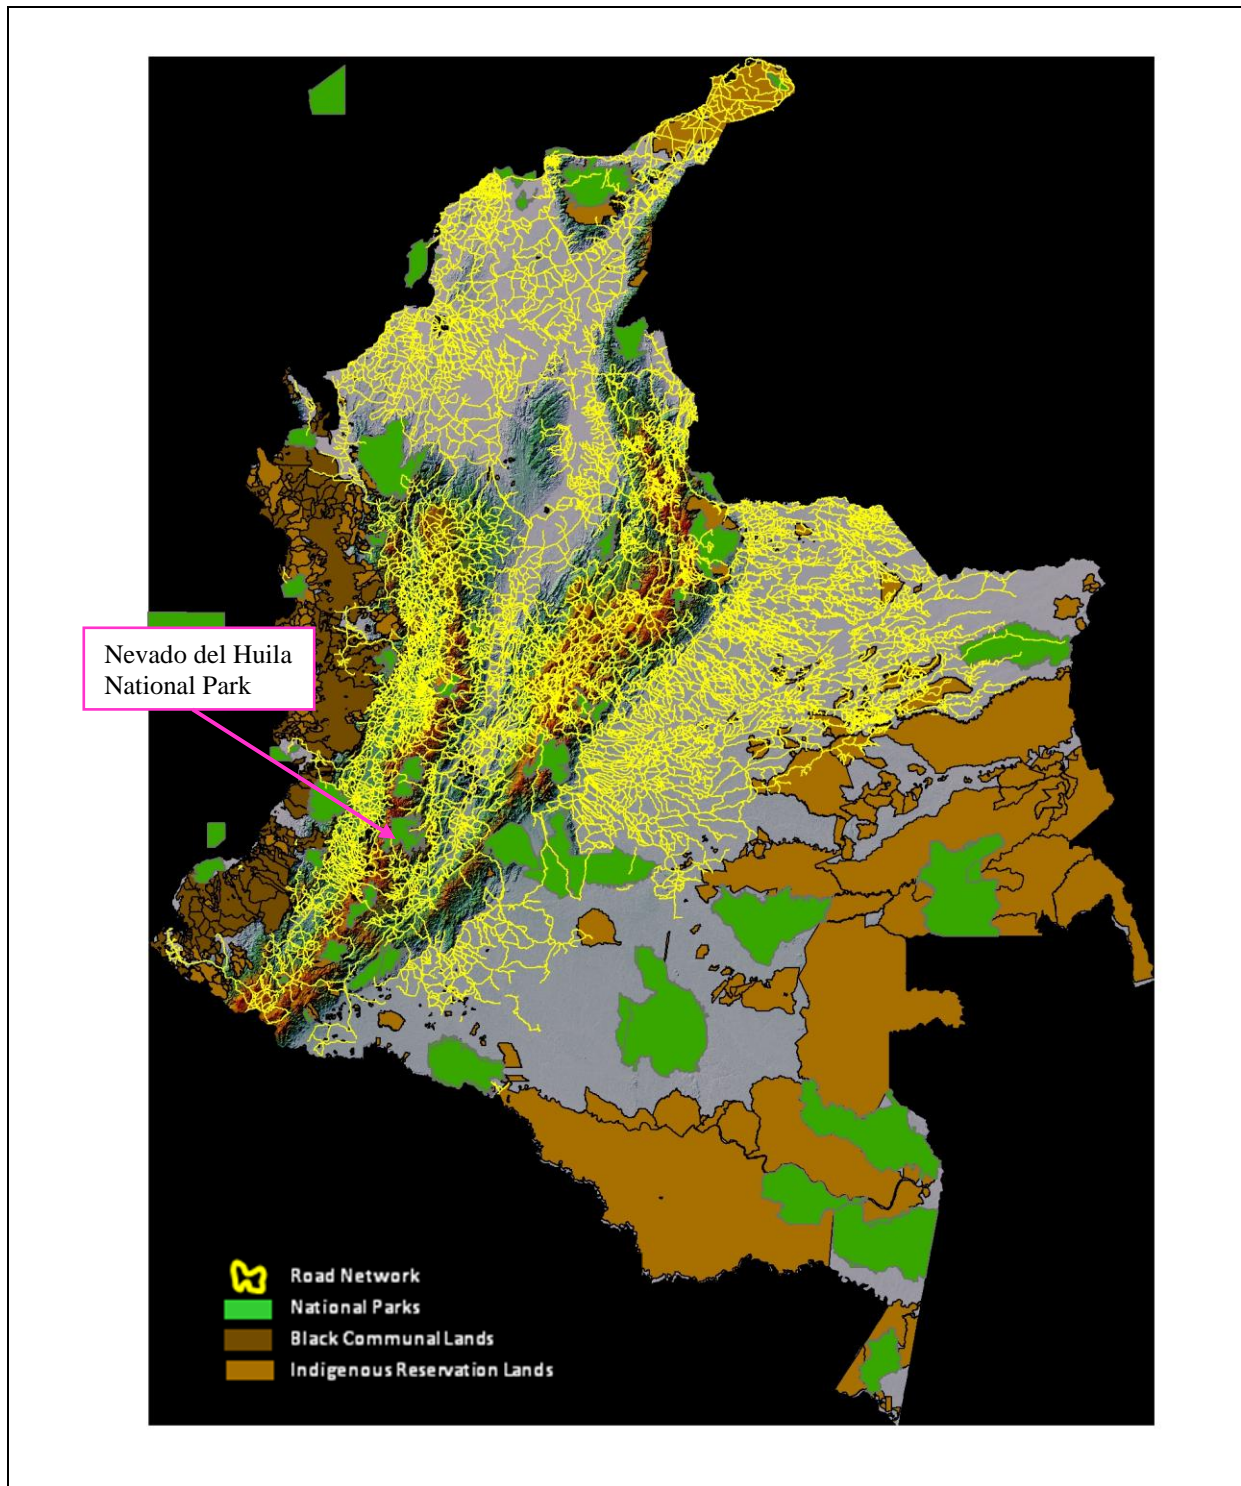 Nevado del Huila
National Park
Road Network
National Parks
Black Communal Lands
Indigenous Reservation Lands